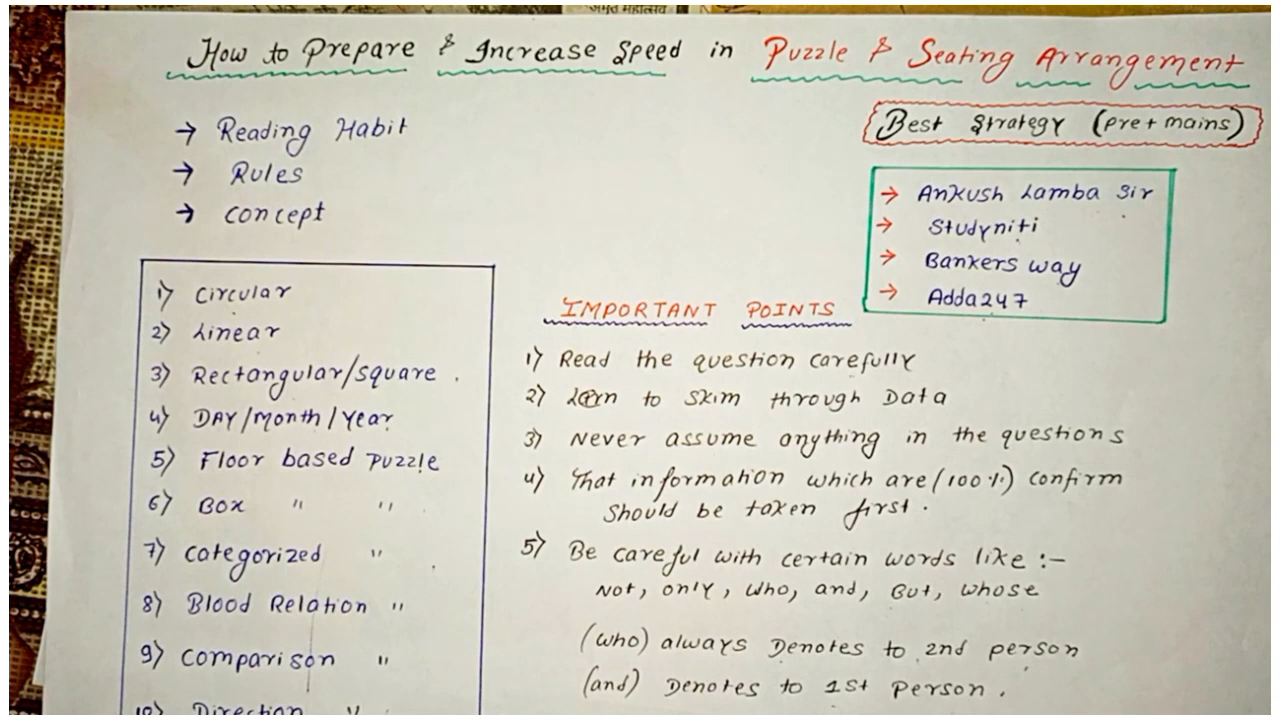 अमृत महोत्सव
How to Prepare & Increase Speed in Puzzle & Seating Arrangement
→ Reading Habit
→ Rules
→ concept
Best Strategy (pre + mains)
→ Ankush Lamba Sir
→ Studyniti
→ Bankers way
→ Adda247
1) Circular
2) Linear
3) Rectangular/square .
4) DAY/month/Year
5) Floor based Puzzle
6) Box " "
7) categorized "
8) Blood Relation "
9) comparison "
10) Direction "
IMPORTANT POINTS
1) Read the question carefully
2) learn to skim through Data
3) Never assume anything in the questions
4) That information which are (100%) confirm
should be taken first.
5) Be careful with certain words like :-
Not, only, who, and, But, whose
(who) always Denotes to 2nd person
(and) Denotes to 1st Person.